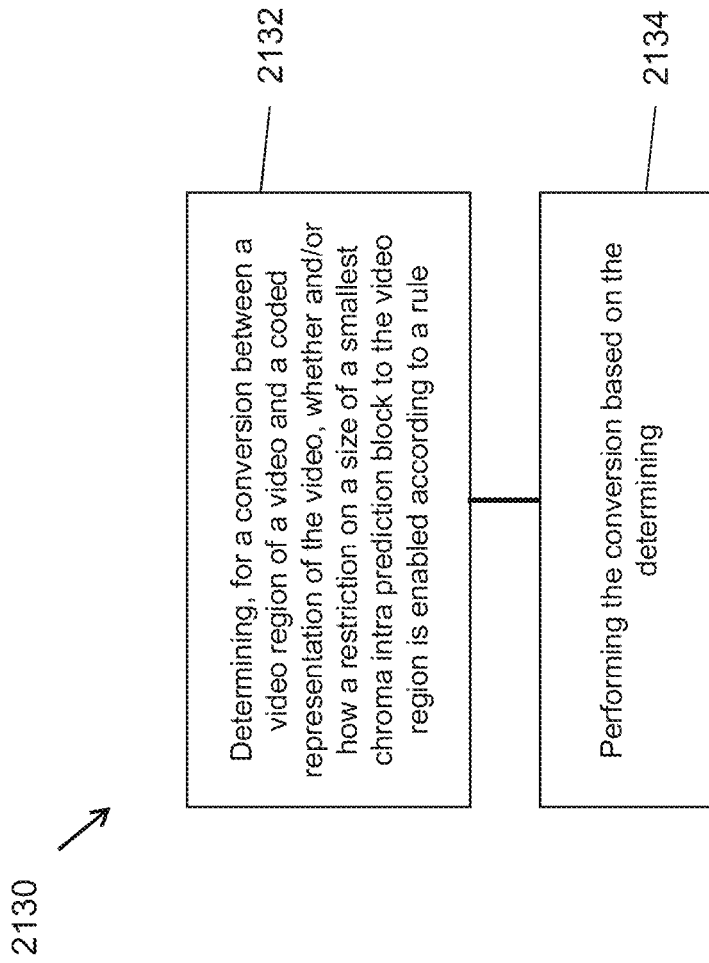 2130
Determining, for a conversion between a
video region of a video and a coded
representation of the video, whether and/or
how a restriction on a size of a smallest
chroma intra prediction block to the video
region is enabled according to a rule
2132
Performing the conversion based on the
determining
2134